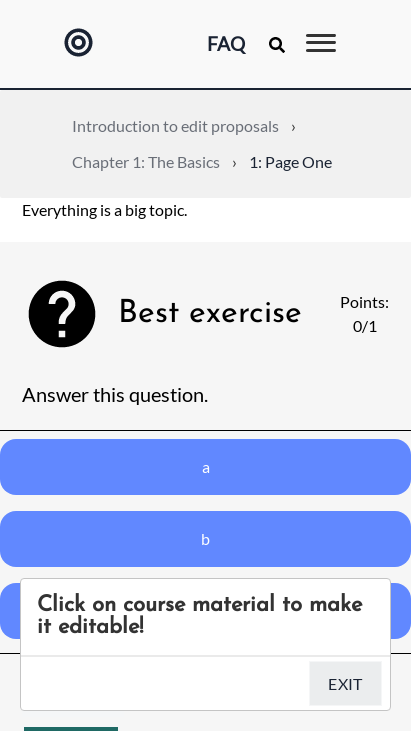 FAQ
Introduction to edit proposals ›
Chapter 1: The Basics › 1: Page One
Everything is a big topic.
Best exercise
Points:
0/1
Answer this question.
a
b
Click on course material to make
it editable!
EXIT